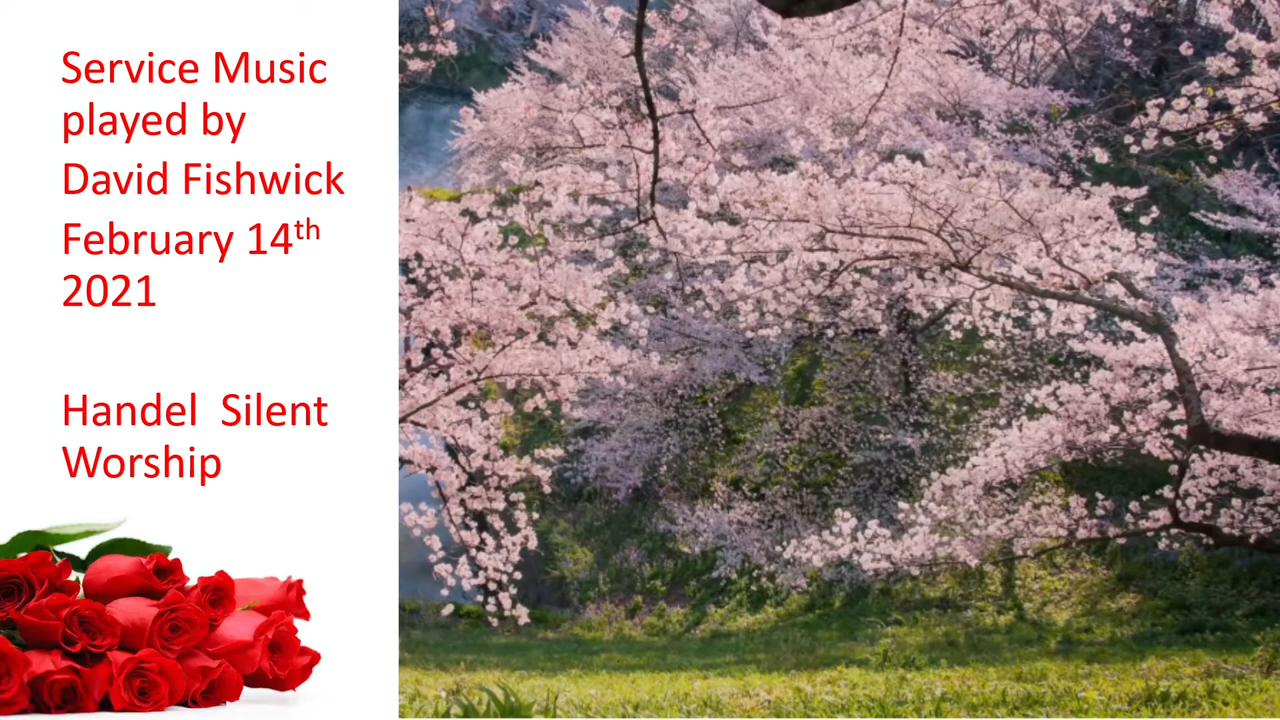 Service Music
played by
David Fishwick
February 14th
2021
Handel  Silent
Worship